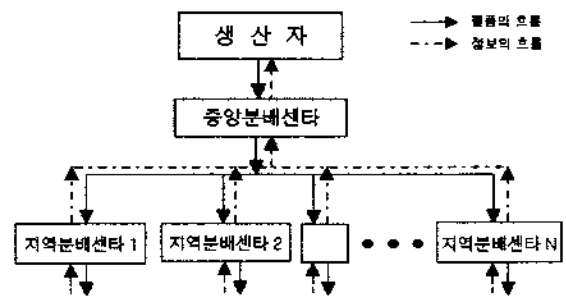 생 산 자
물품의 흐름
정보의 흐름
중앙분배센타
지역분배센타 1
지역분배센타 2
지역분배센타 N